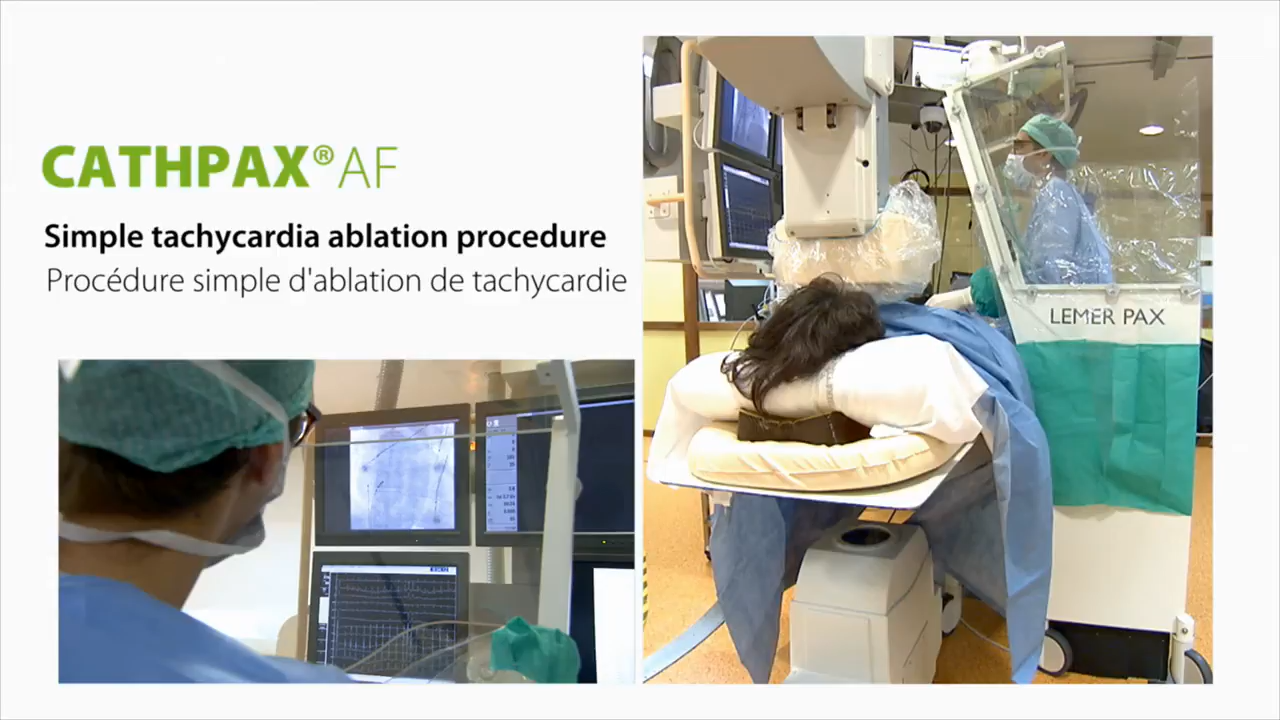 CATHPAX® AF
Simple tachycardia ablation procedure
Procédure simple d'ablation de tachycardie
LEMER PAX